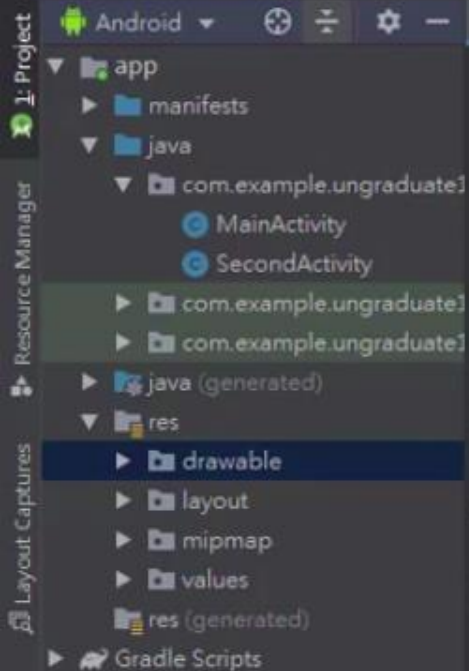 Android
1: Project
app
manifests
java
com.example.ungraduate1
MainActivity
SecondActivity
com.example.ungraduate1
com.example.ungraduate1
java (generated)
res
drawable
layout
mipmap
values
res (generated)
Gradle Scripts
Resource Manager
Layout Captures